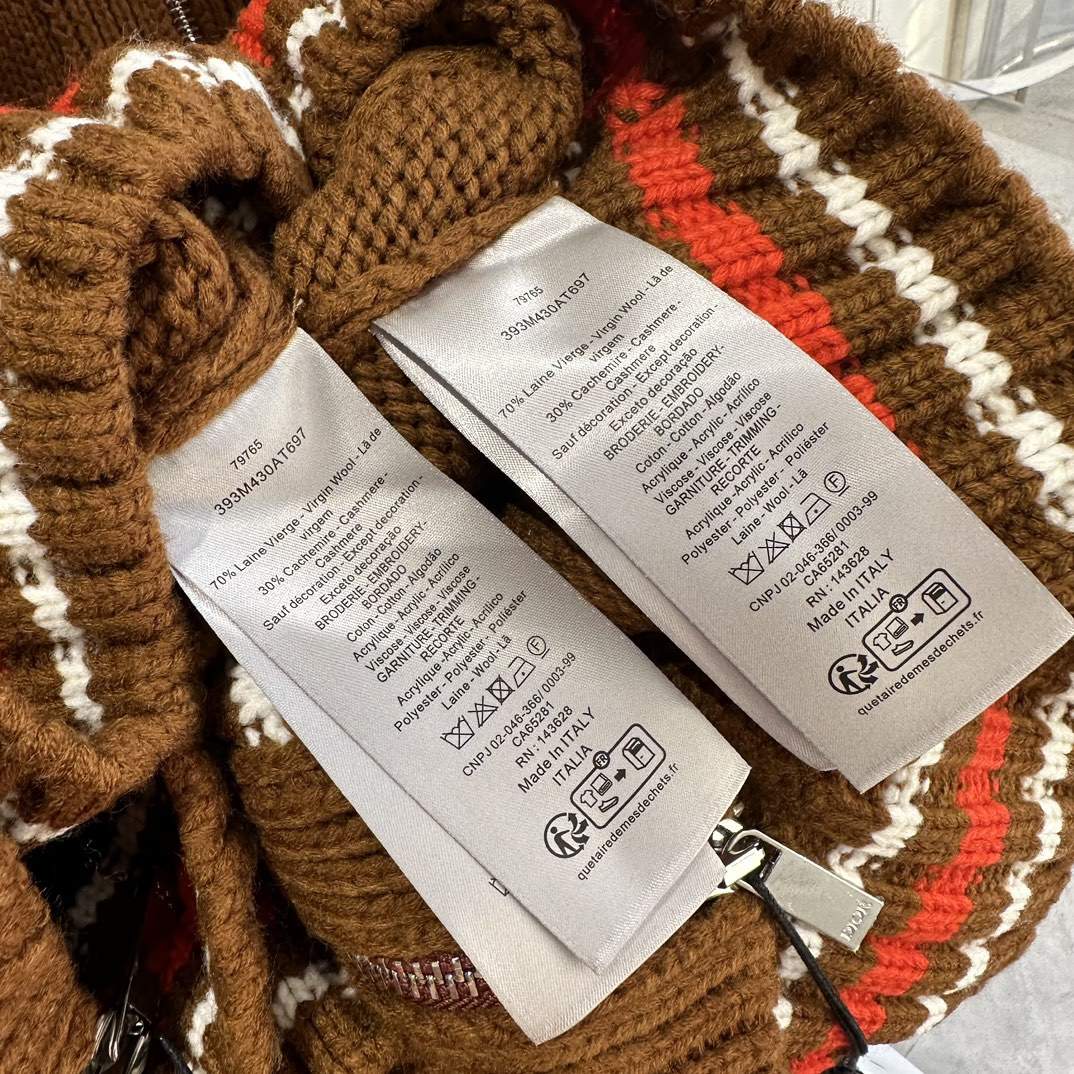 79765
393M430AT697
70% Laine Vierge - Virgin Wool - Lã de
virgem
30% Cachemire - Cashmere -
Cashmere
Sauf décoration - Except decoration -
Exceto decoração
BRODERIE - EMBROIDERY-
BORDADO
Coton - Cotton - Algodão
Acrylique - Acrylic - Acrilico
Viscose - Viscose - Viscose
GARNITURE - TRIMMING -
RECORTE
Acrylique -Acrylic - Acrilico
Polyester - Polyester - Poliéster
Laine - Wool - Lã
F
CNPJ 02-046-366/ 0003-99
CA65281
RN : 143628
Made In ITALY
ITALIA
FR
quetairedemesdechets.fr
79765
393M430AT697
70% Laine Vierge - Virgin Wool - Lã de
virgem
30% Cachemire - Cashmere -
Cashmere
Sauf décoration - Except decoration -
Exceto decoração
BRODERIE - EMBROIDERY-
BORDADO
Coton - Cotton - Algodão
Acrylique - Acrylic - Acrilico
Viscose - Viscose - Viscose
GARNITURE - TRIMMING -
RECORTE
Acrylique -Acrylic - Acrilico
Polyester - Polyester - Poliéster
Laine - Wool - Lã
F
CNPJ 02-046-366/ 0003-99
CA65281
RN : 143628
Made In ITALY
ITALIA
FR
quetairedemesdechets.fr